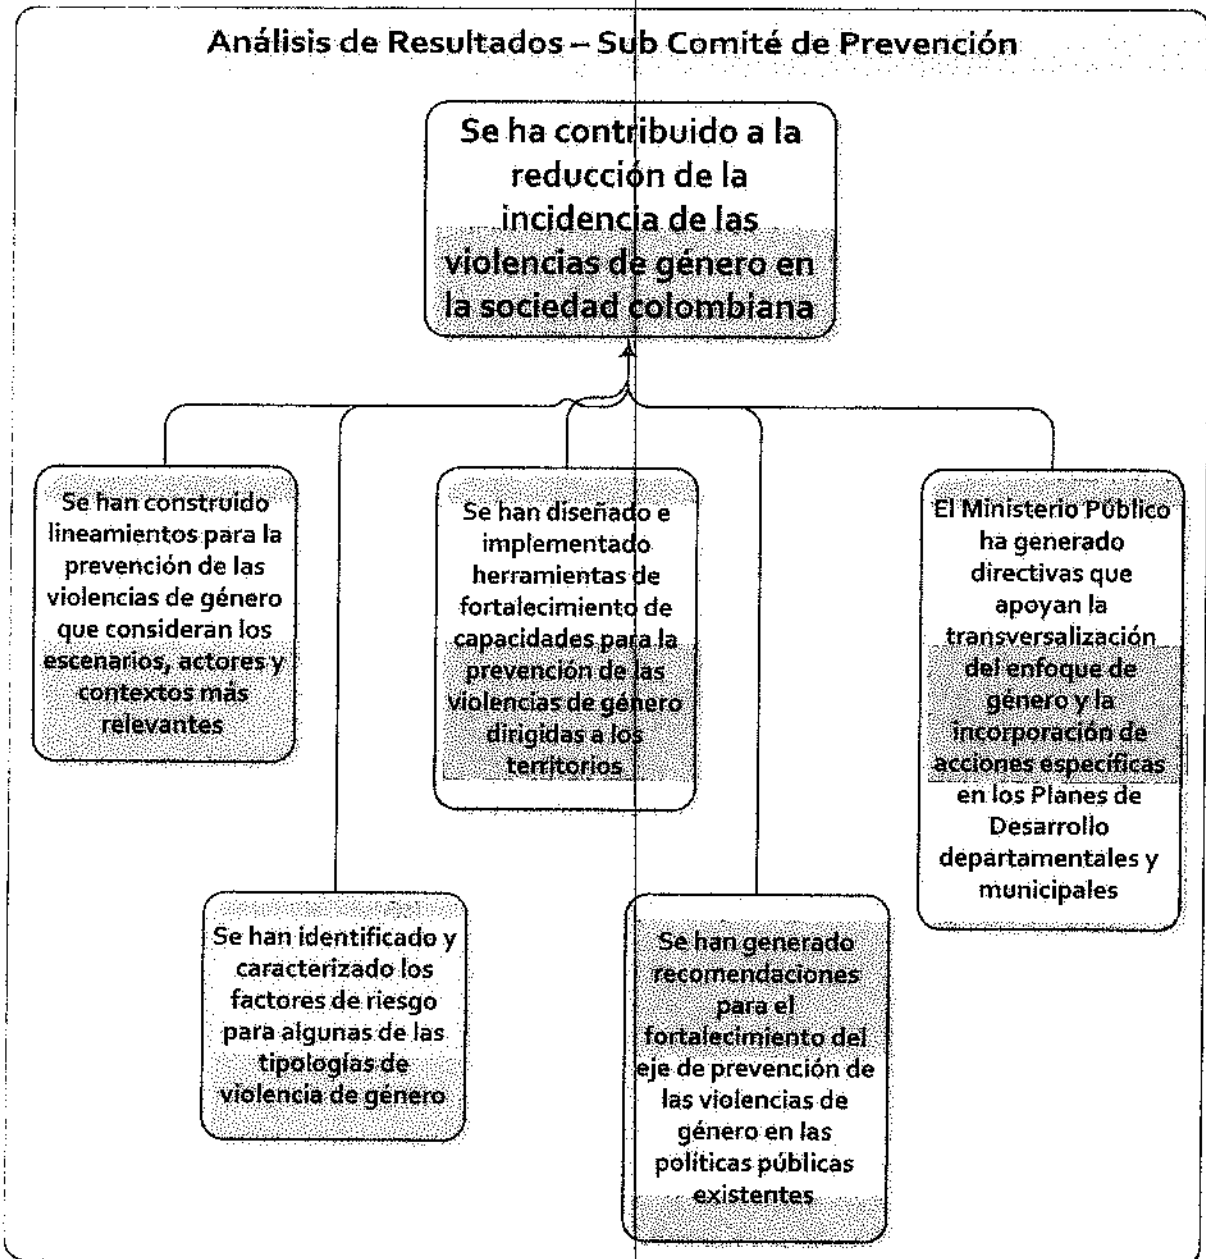 Análisis de Resultados – Sub Comité de Prevención
Se ha contribuido a la
reducción de la
incidencia de las
violencias de género en
la sociedad colombiana
Se han construido
lineamientos para la
prevención de las
violencias de género
que consideran los
escenarios, actores y
contextos más
relevantes
Se han diseñado e
implementado
herramientas de
fortalecimiento de
capacidades para la
prevención de las
violencias de género
dirigidas a los
territorios
El Ministerio Público
ha generado
directivas que
apoyan la
transversalización
del enfoque de
género y la
incorporación de
acciones específicas
en los Planes de
Desarrollo
departamentales y
municipales
Se han identificado y
caracterizado los
factores de riesgo
para algunas de las
tipologías de
violencia de género
Se han generado
recomendaciones
para el
fortalecimiento del
eje de prevención de
las violencias de
género en las
políticas públicas
existentes